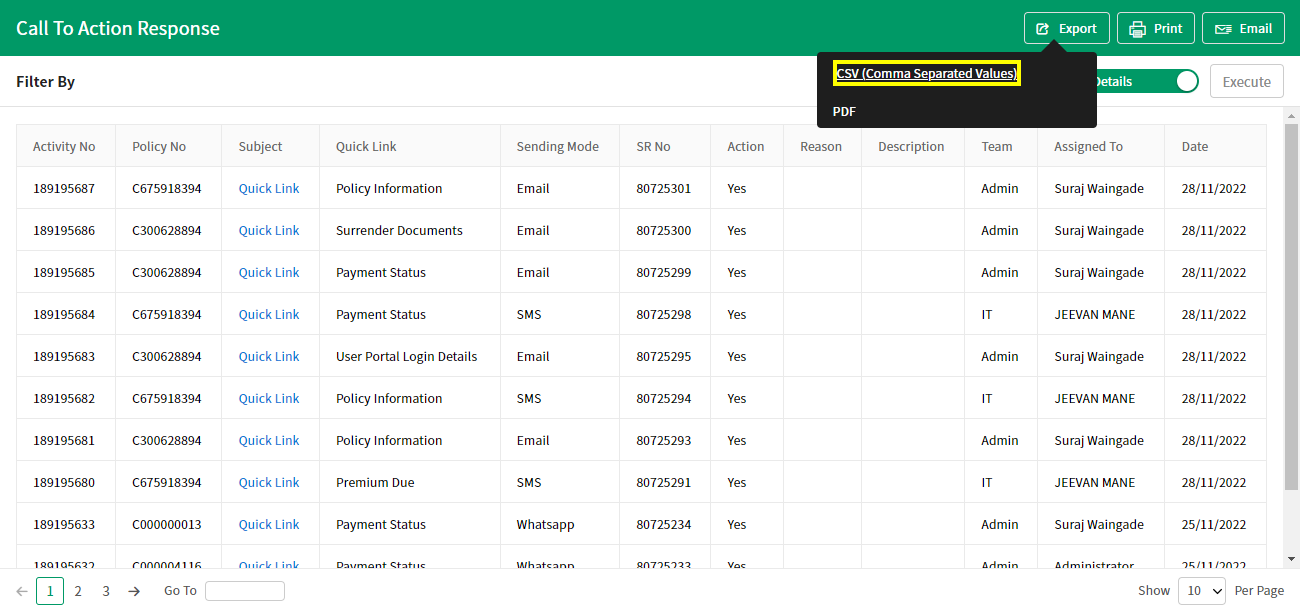 Call To Action Response Export Print Email
Filter By CSV (Comma Separated Values) Details Execute
PDF
Activity No Policy No Subject Quick Link Sending Mode SR No Action Reason Description Team Assigned To Date
189195687 C675918394 Quick Link Policy Information Email 80725301 Yes Admin Suraj Waingade 28/11/2022
189195686 C300628894 Quick Link Surrender Documents Email 80725300 Yes Admin Suraj Waingade 28/11/2022
189195685 C300628894 Quick Link Payment Status Email 80725299 Yes Admin Suraj Waingade 28/11/2022
189195684 C675918394 Quick Link Payment Status SMS 80725298 Yes IT JEEVAN MANE 28/11/2022
189195683 C300628894 Quick Link User Portal Login Details Email 80725295 Yes Admin Suraj Waingade 28/11/2022
189195682 C675918394 Quick Link Policy Information SMS 80725294 Yes IT JEEVAN MANE 28/11/2022
189195681 C300628894 Quick Link Policy Information Email 80725293 Yes Admin Suraj Waingade 28/11/2022
189195680 C675918394 Quick Link Premium Due SMS 80725291 Yes IT JEEVAN MANE 28/11/2022
189195633 C000000013 Quick Link Payment Status Whatsapp 80725234 Yes Admin Suraj Waingade 25/11/2022
189195632 C000004116 Quick Link Payment Status Whatsapp 80725233 Yes Admin Administrator 25/11/2022
1 2 3 Go To Show 10 Per Page